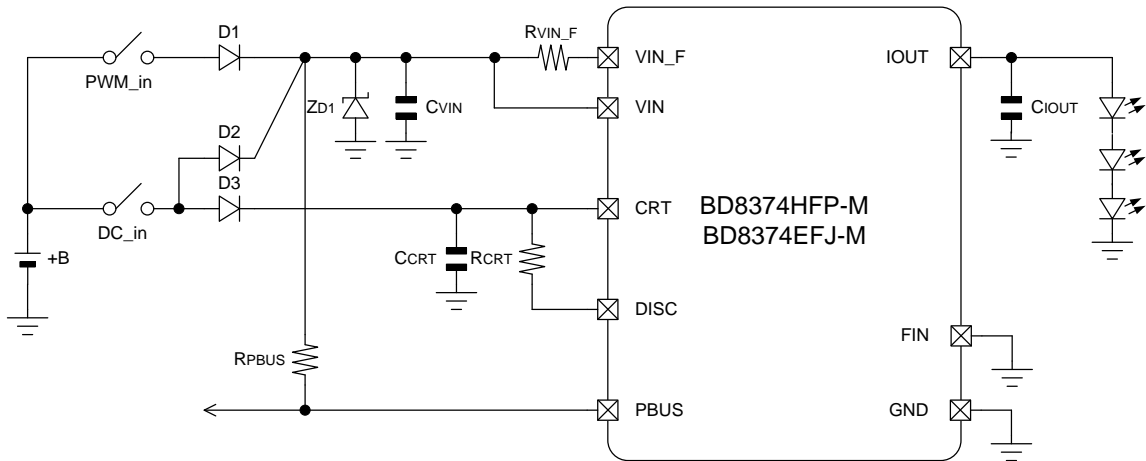 D1
RVIN_F
VIN_F
IOUT
PWM_in
ZD1
CVIN
VIN
CIOUT
D2
D3
CRT
BD8374HFP-M
BD8374EFJ-M
DC_in
+B
CCRT
RCRT
DISC
FIN
RPBUS
PBUS
GND